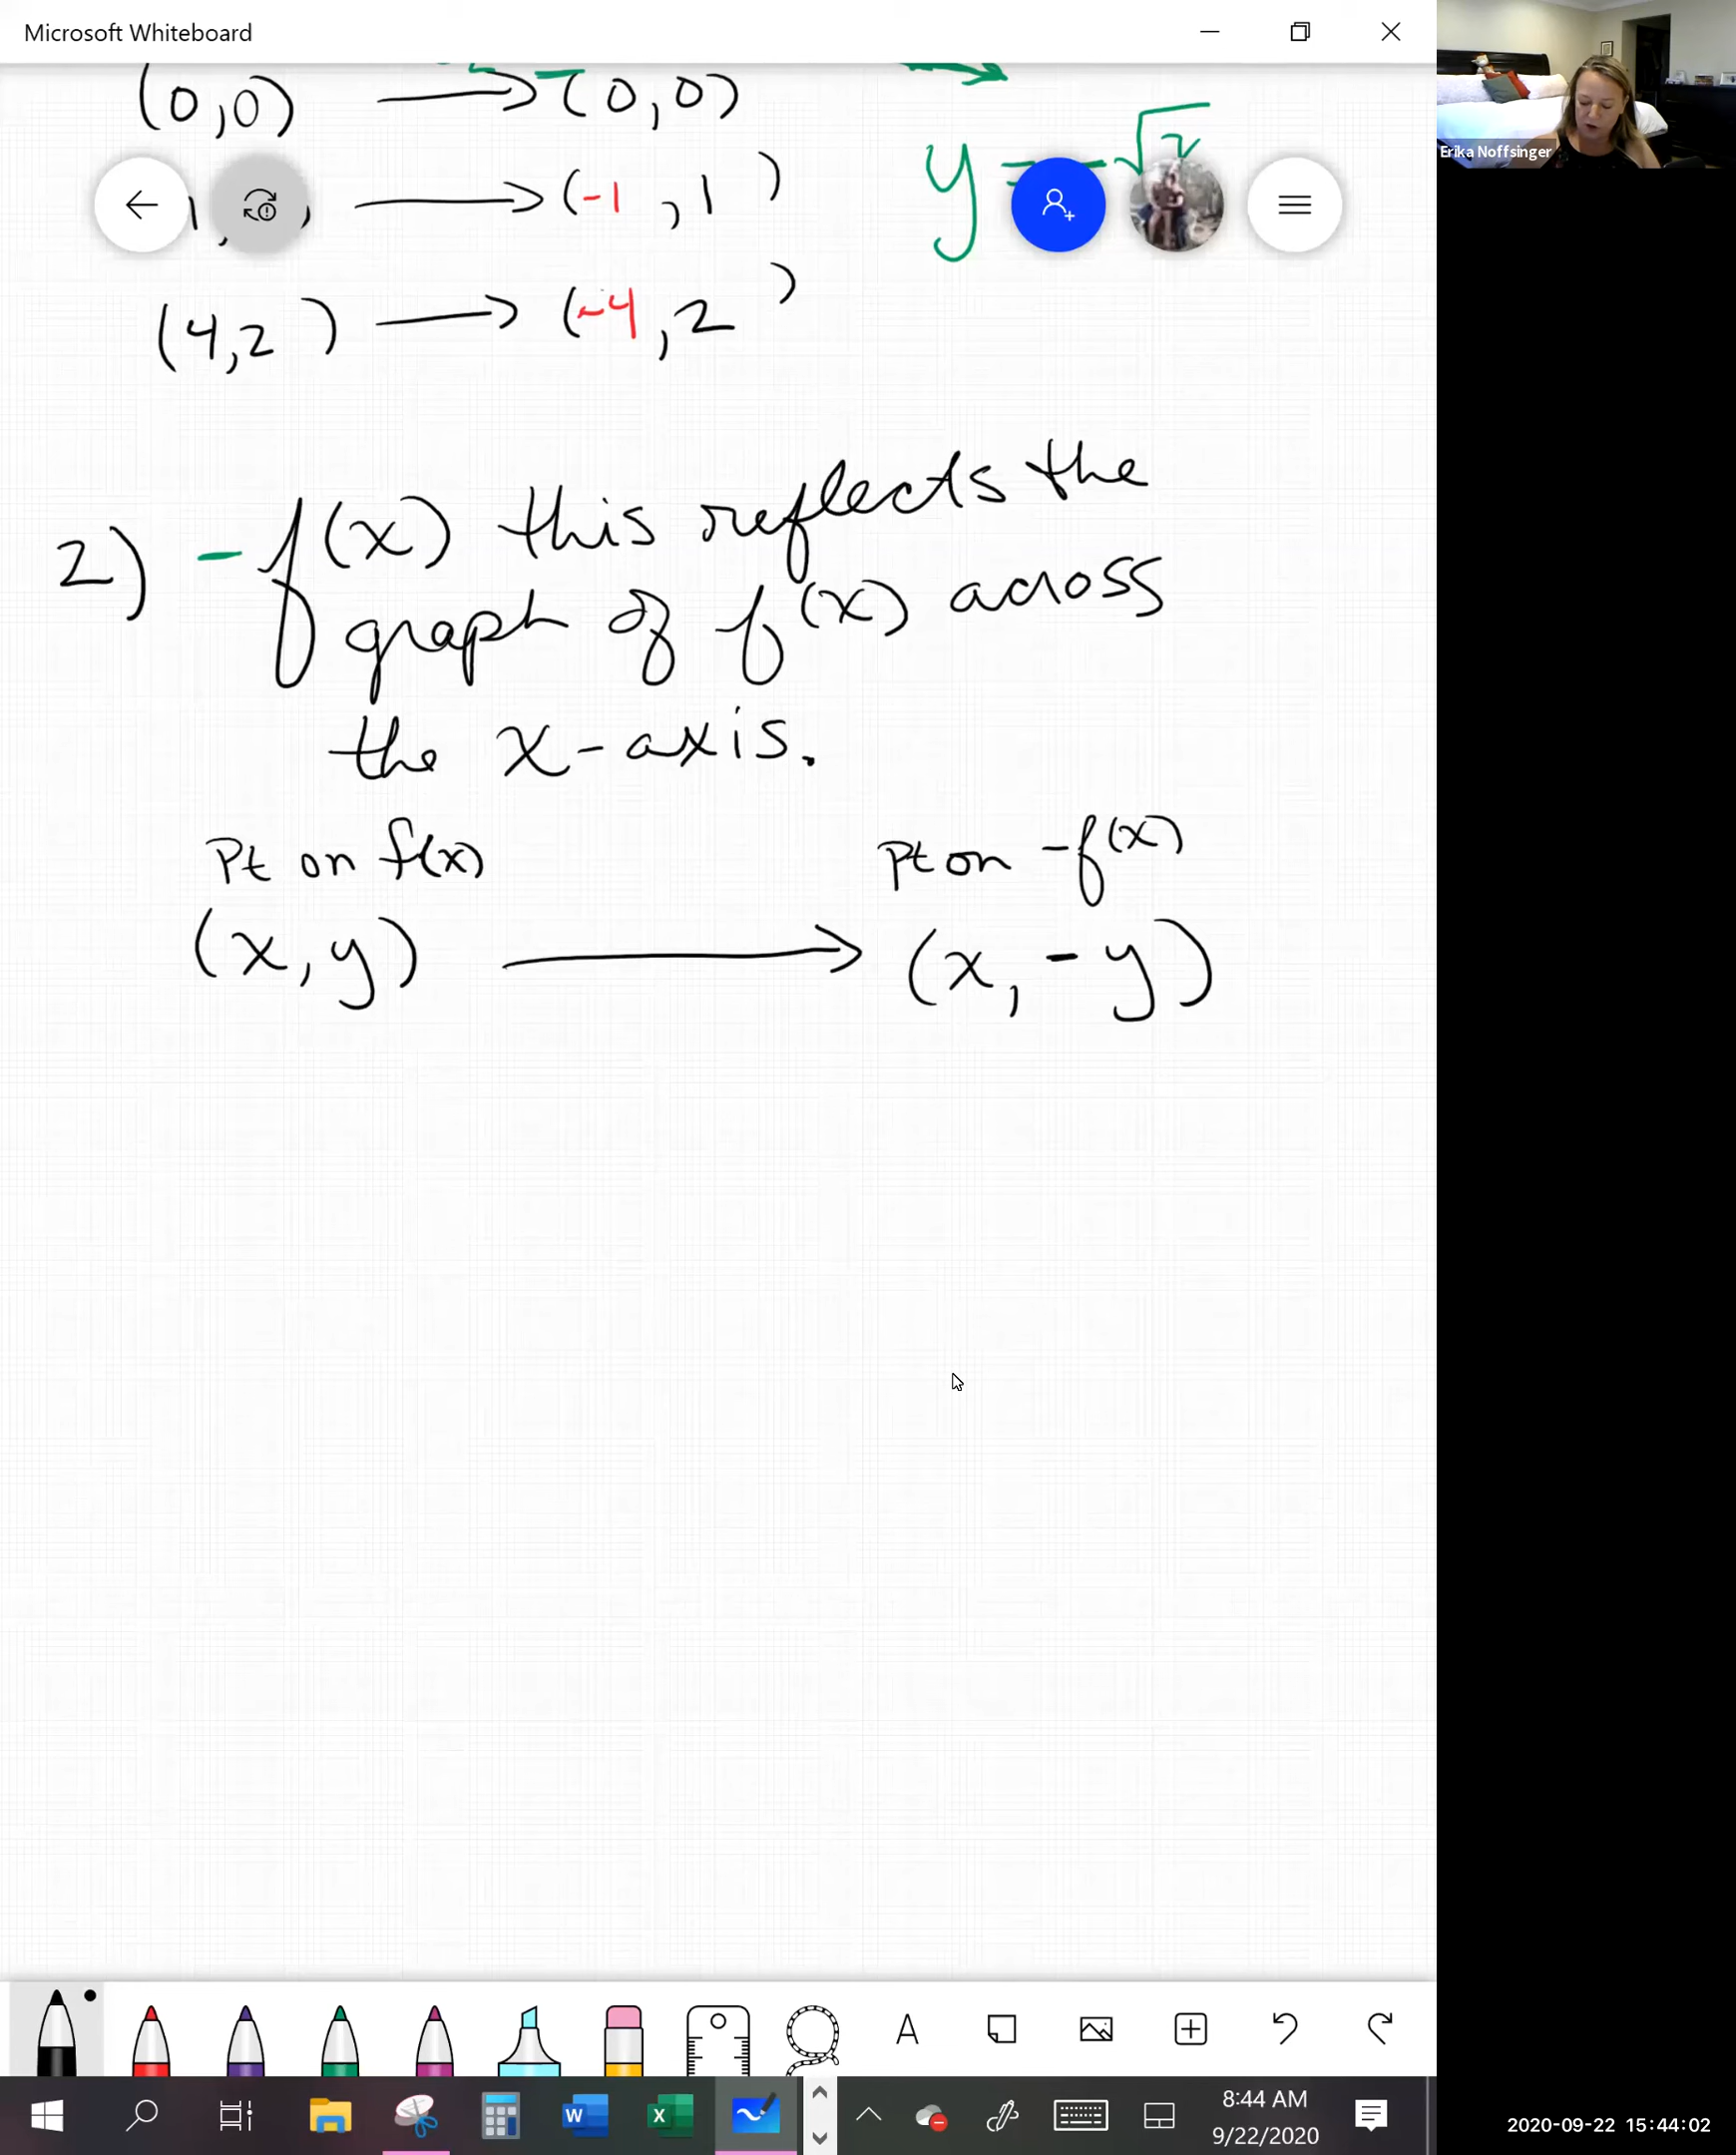 Microsoft Whiteboard
(0,0) → (0,0)
→ (-1, 1)
(4,2) → (-4, 2)
y =
2) -f(x) this reflects the
graph of f(x) across
the x-axis.
Pt on f(x) Pt on -f(x)
(x, y) → (x, -y)
Erika Noffsinger
A
W
X
8:44 AM
9/22/2020
2020-09-22 15:44:02